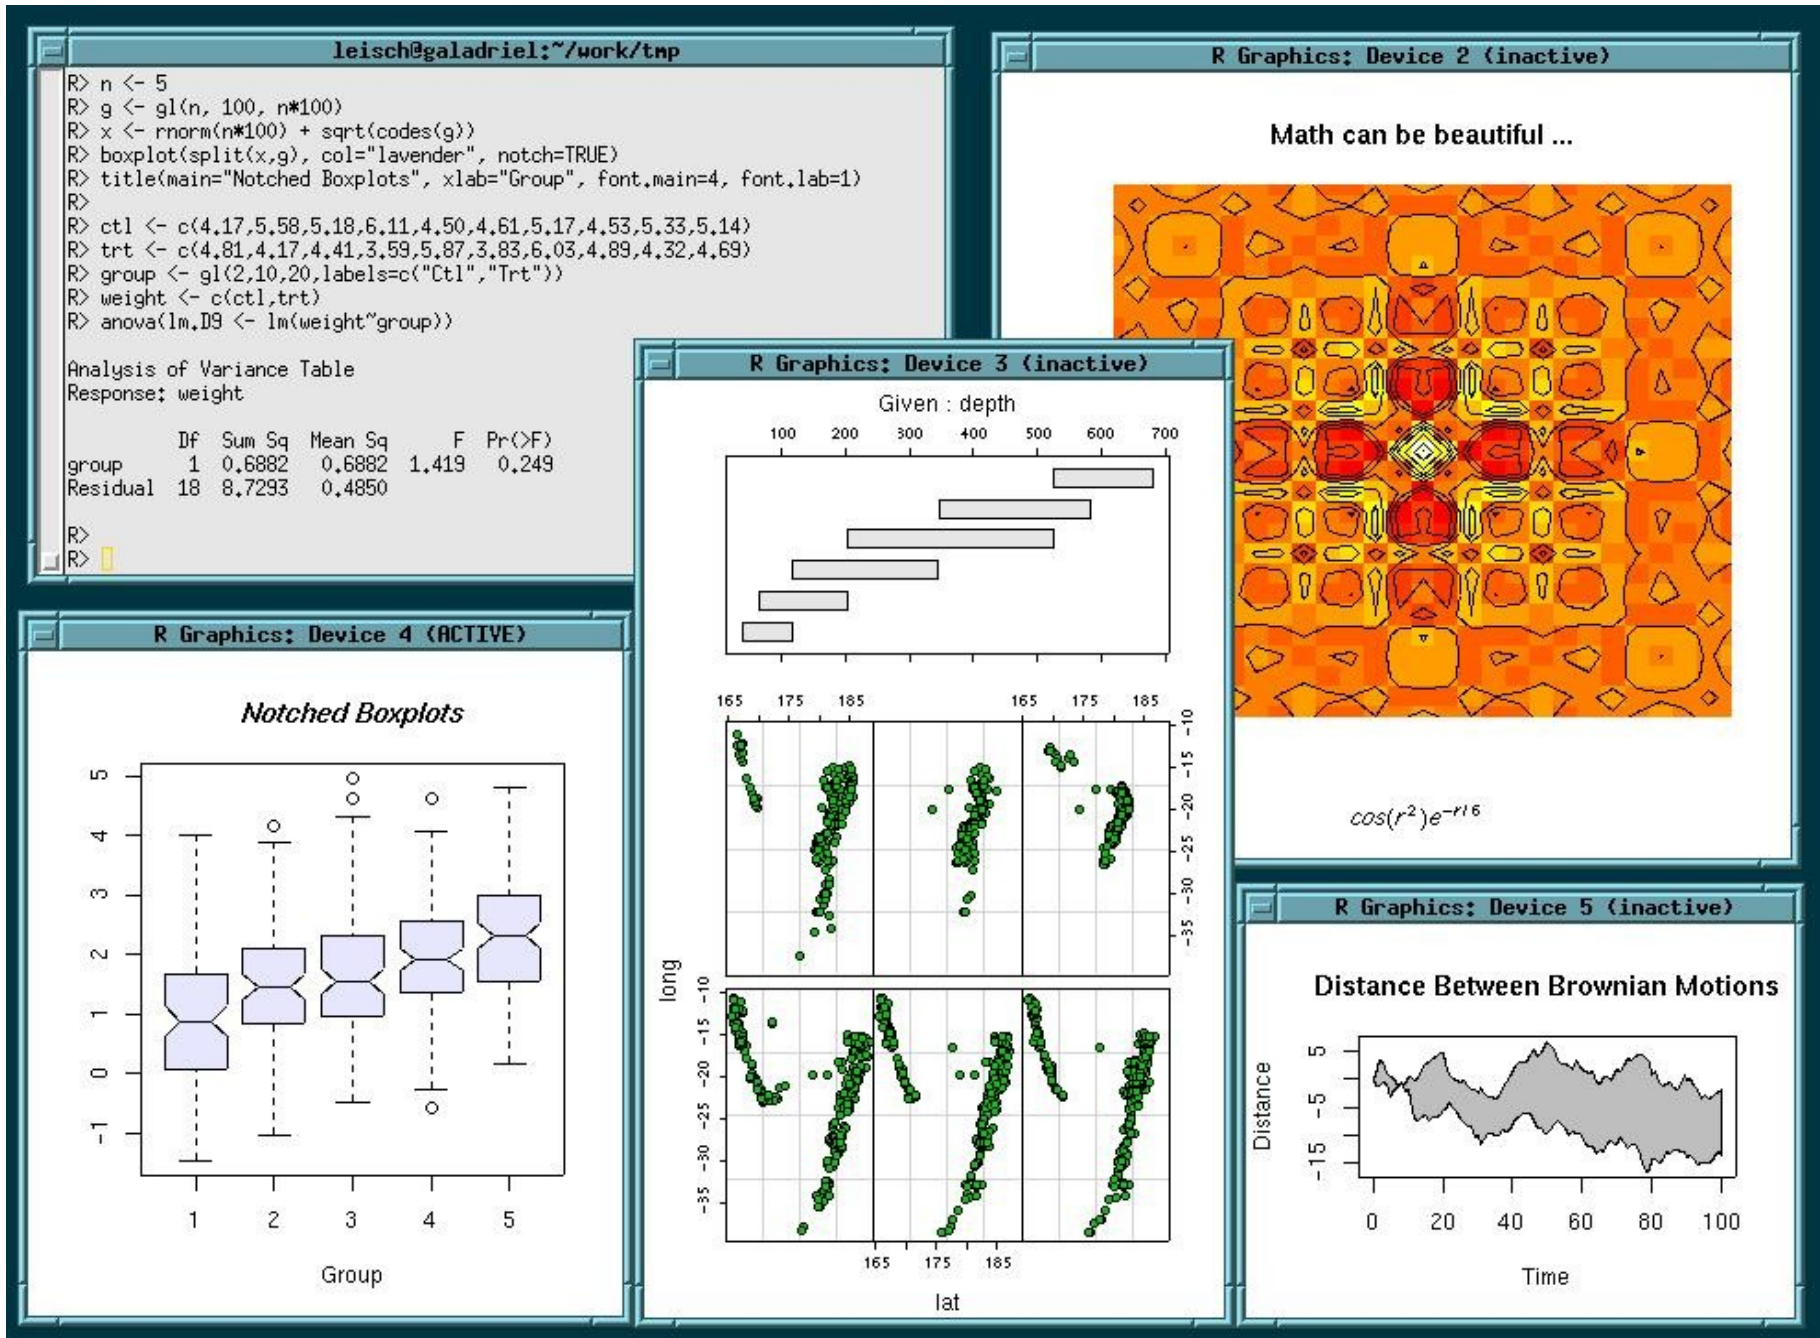 leisch@galadriel:~/work/tmp
R> n <- 5
R> g <- gl(n, 100, n*100)
R> x <- rnorm(n*100) + sqrt(codes(g))
R> boxplot(split(x,g), col="lavender", notch=TRUE)
R> title(main="Notched Boxplots", xlab="Group", font.main=4, font.lab=1)
R>
R> ctl <- c(4.17,5.58,5.18,6.11,4.50,4.61,5.17,4.53,5.33,5.14)
R> trt <- c(4.81,4.17,4.41,3.59,5.87,3.83,6.03,4.89,4.32,4.69)
R> group <- gl(2,10,20,labels=c("Ctl","Trt"))
R> weight <- c(ctl,trt)
R> anova(lm.D9 <- lm(weight~group))
Analysis of Variance Table
Response: weight
Df Sum Sq Mean Sq F Pr(>F)
group 1 0.6882 0.6882 1.419 0.249
Residual 18 8.7293 0.4850
R>
R>
R Graphics: Device 2 (inactive)
Math can be beautiful ...
cos(r²)e^-r/6
R Graphics: Device 3 (inactive)
Given : depth
100 200 300 400 500 600 700
165 175 185 165 175 185
-10
-15
-20
-25
-30
-35
long
-10
-15
-20
-25
-30
-35
165 175 185
lat
R Graphics: Device 4 (ACTIVE)
Notched Boxplots
5
4
3
2
1
0
-1
1 2 3 4 5
Group
R Graphics: Device 5 (inactive)
Distance Between Brownian Motions
Distance
5
-5
-15
0 20 40 60 80 100
Time